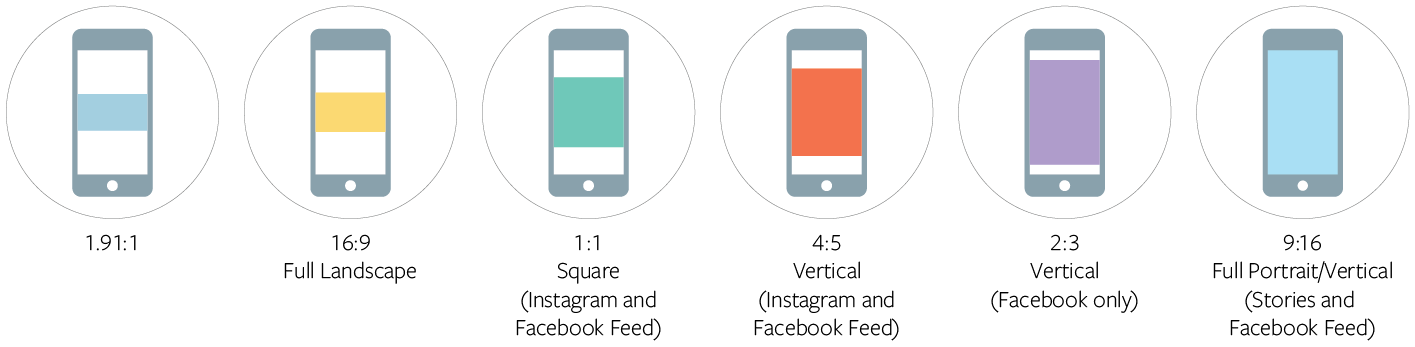 1.91:1
16:9
Full Landscape
1:1
Square
(Instagram and
Facebook Feed)
4:5
Vertical
(Instagram and
Facebook Feed)
2:3
Vertical
(Facebook only)
9:16
Full Portrait/Vertical
(Stories and
Facebook Feed)